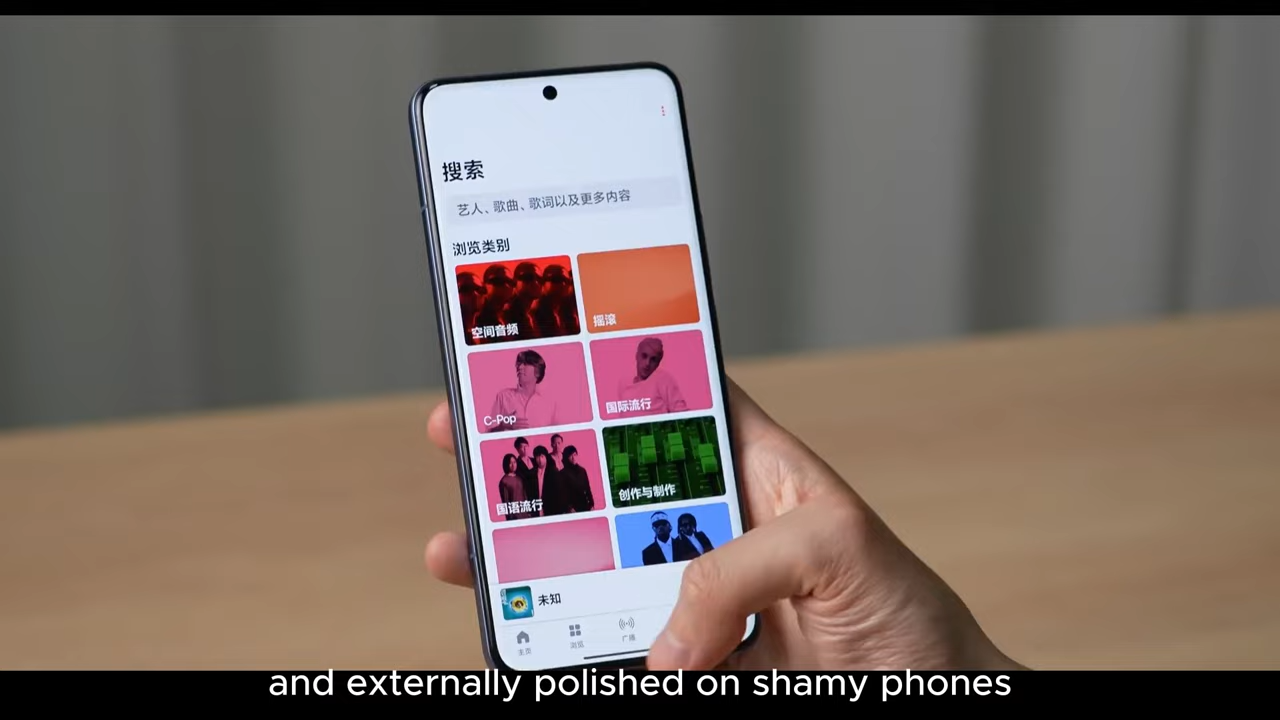 搜索
艺人、歌曲、歌词以及更多内容
浏览类别
空间音频
摇滚
C-Pop
国际流行
国语流行
创作与制作
未知
主页
浏览
广播
and externally polished on shamy phones